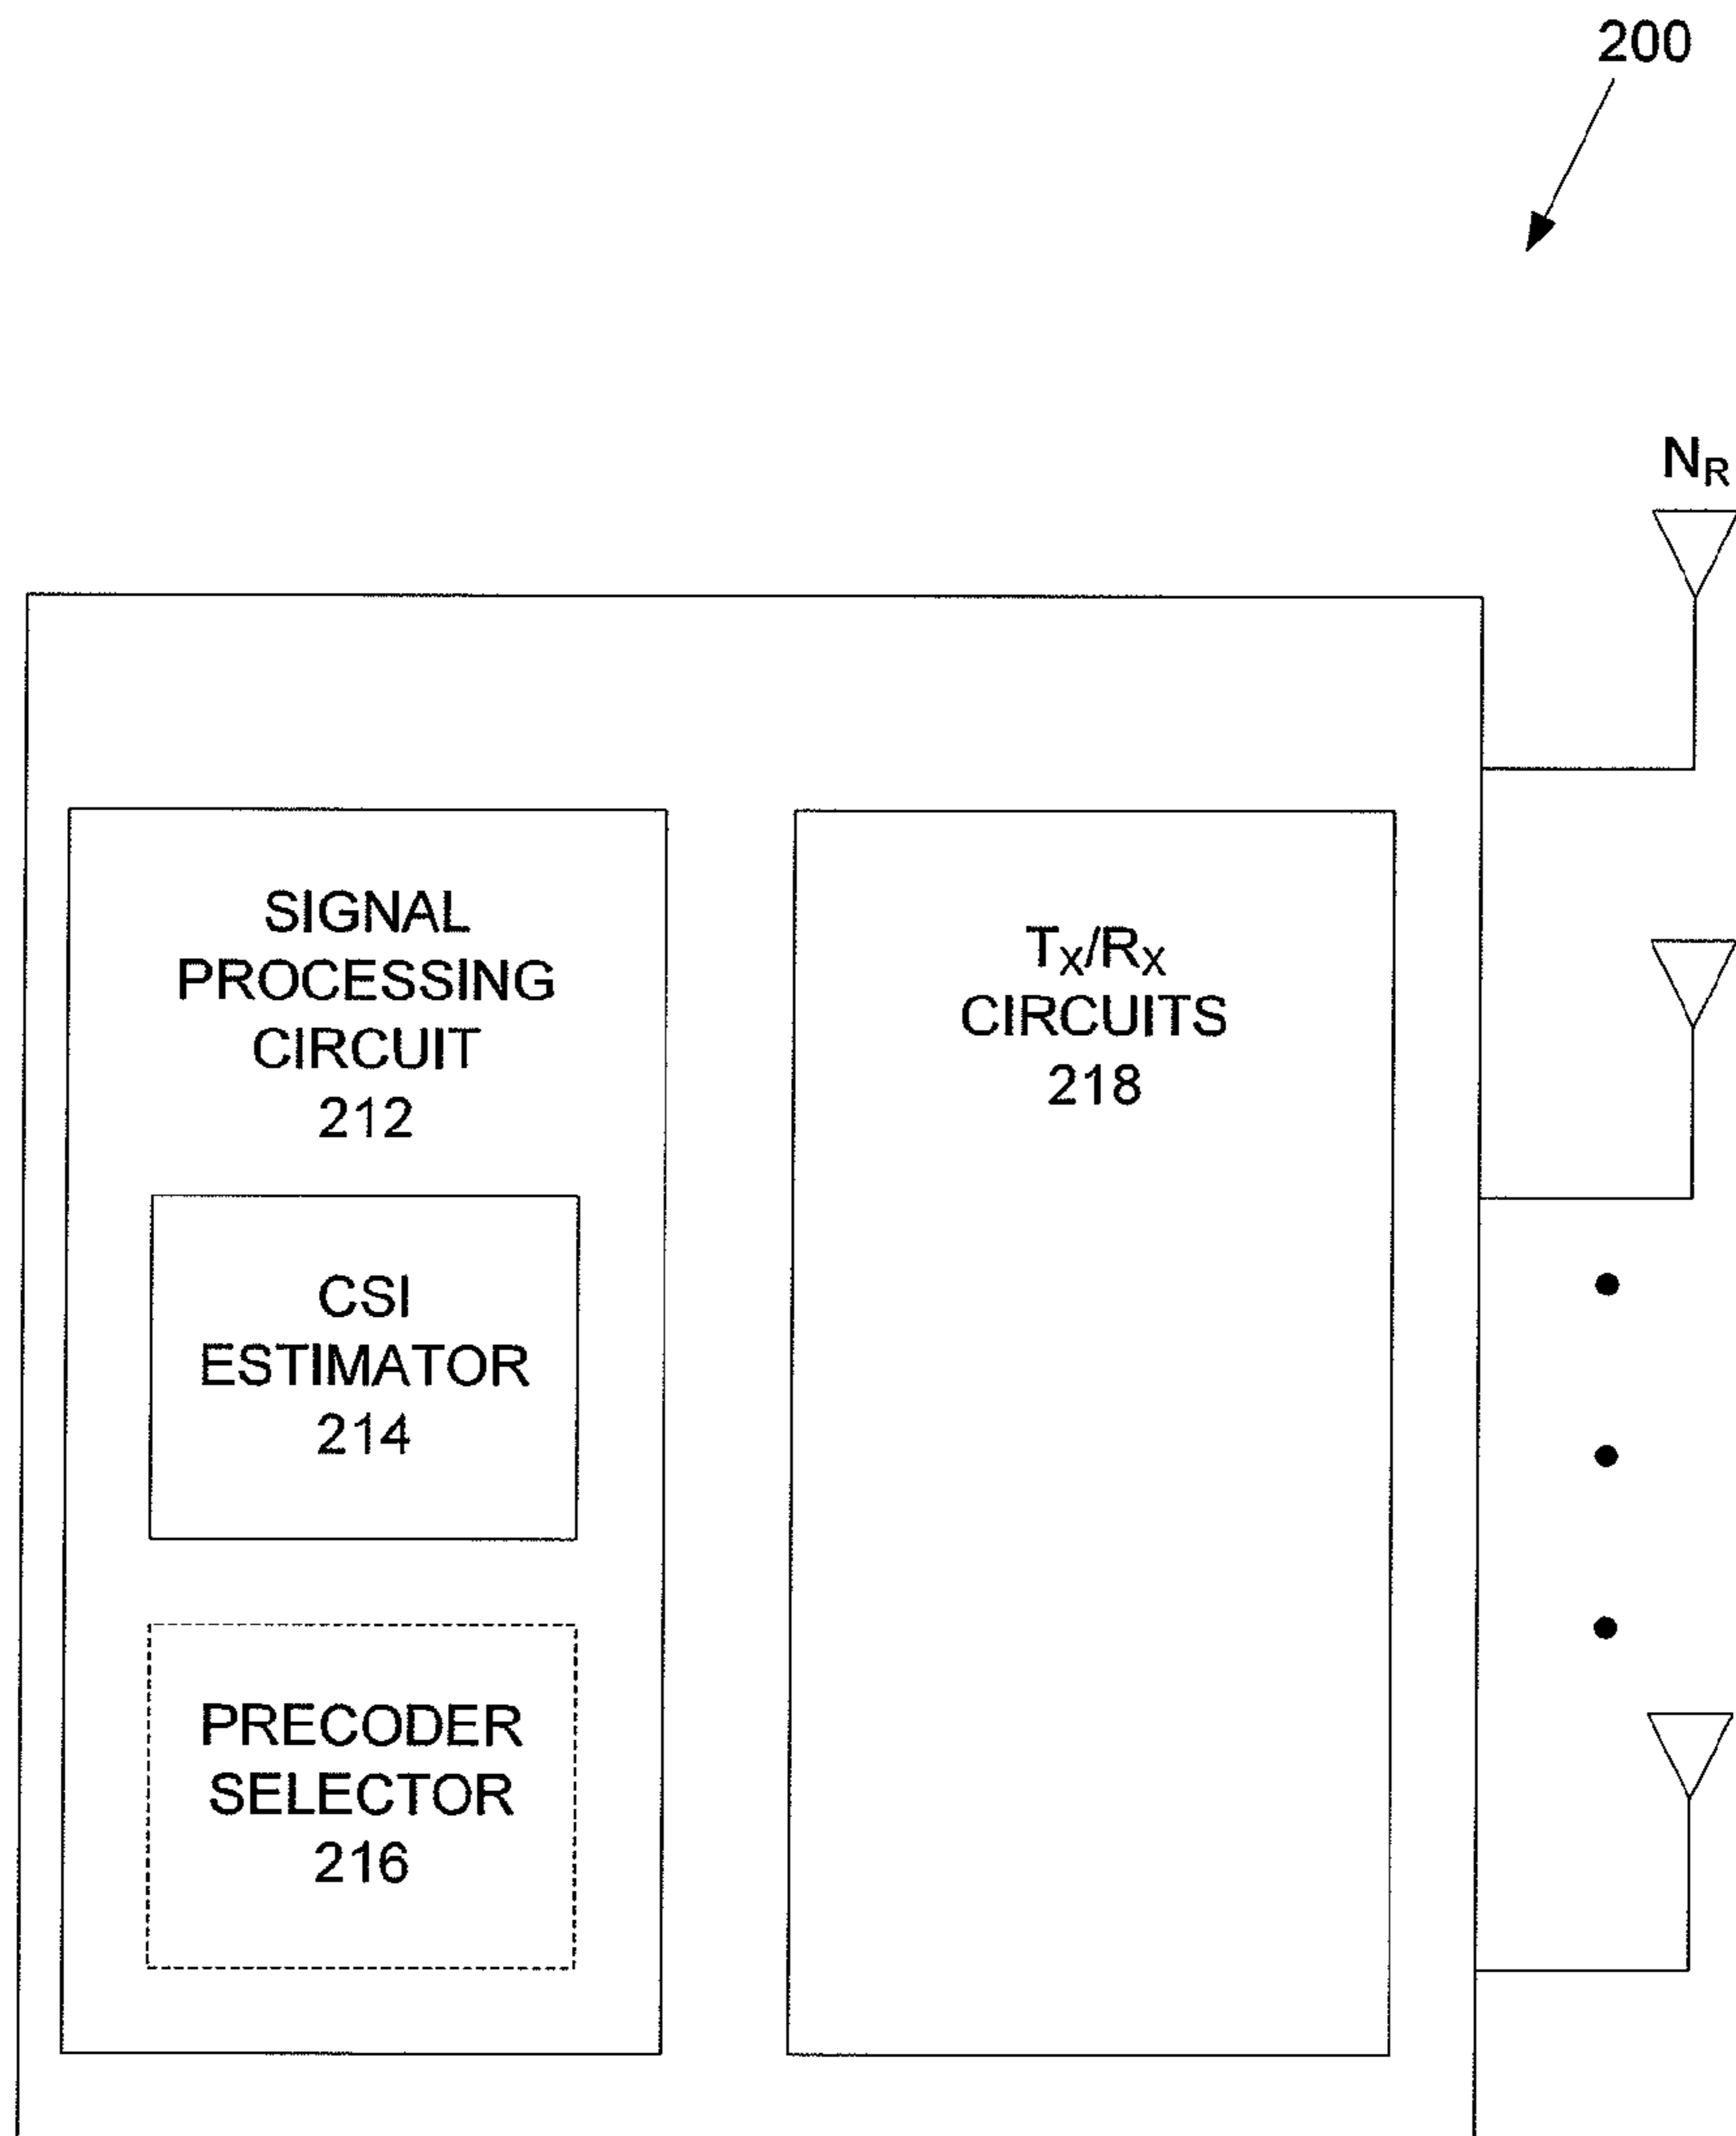 200
NR
SIGNAL
PROCESSING
CIRCUIT
212
TX/RX
CIRCUITS
218
CSI
ESTIMATOR
214
PRECODER
SELECTOR
216